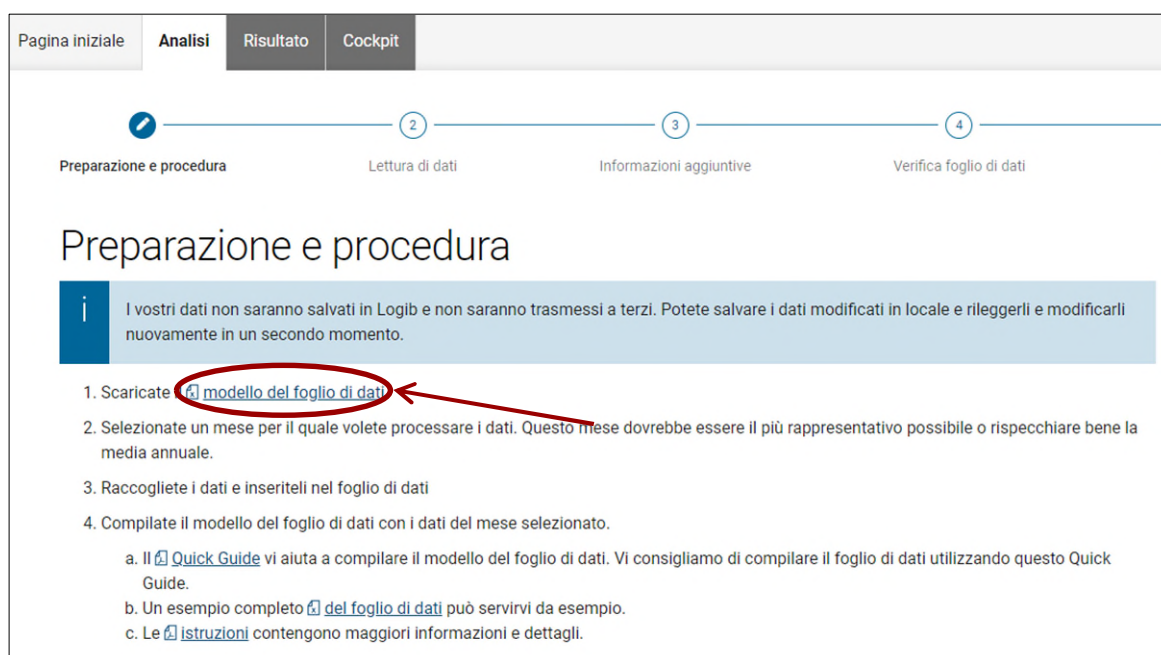 Pagina iniziale Analisi Risultato Cockpit
2 3 4
Preparazione e procedura Lettura di dati Informazioni aggiuntive Verifica foglio di dati
Preparazione e procedura
i
I vostri dati non saranno salvati in Logib e non saranno trasmessi a terzi. Potete salvare i dati modificati in locale e rileggerli e modificarli
nuovamente in un secondo momento.
1. Scaricate il modello del foglio di dati
2. Selezionate un mese per il quale volete processare i dati. Questo mese dovrebbe essere il più rappresentativo possibile o rispecchiare bene la
media annuale.
3. Raccogliete i dati e inseriteli nel foglio di dati
4. Compilate il modello del foglio di dati con i dati del mese selezionato.
a. Il Quick Guide vi aiuta a compilare il modello del foglio di dati. Vi consigliamo di compilare il foglio di dati utilizzando questo Quick
Guide.
b. Un esempio completo del foglio di dati può servirvi da esempio.
c. Le istruzioni contengono maggiori informazioni e dettagli.